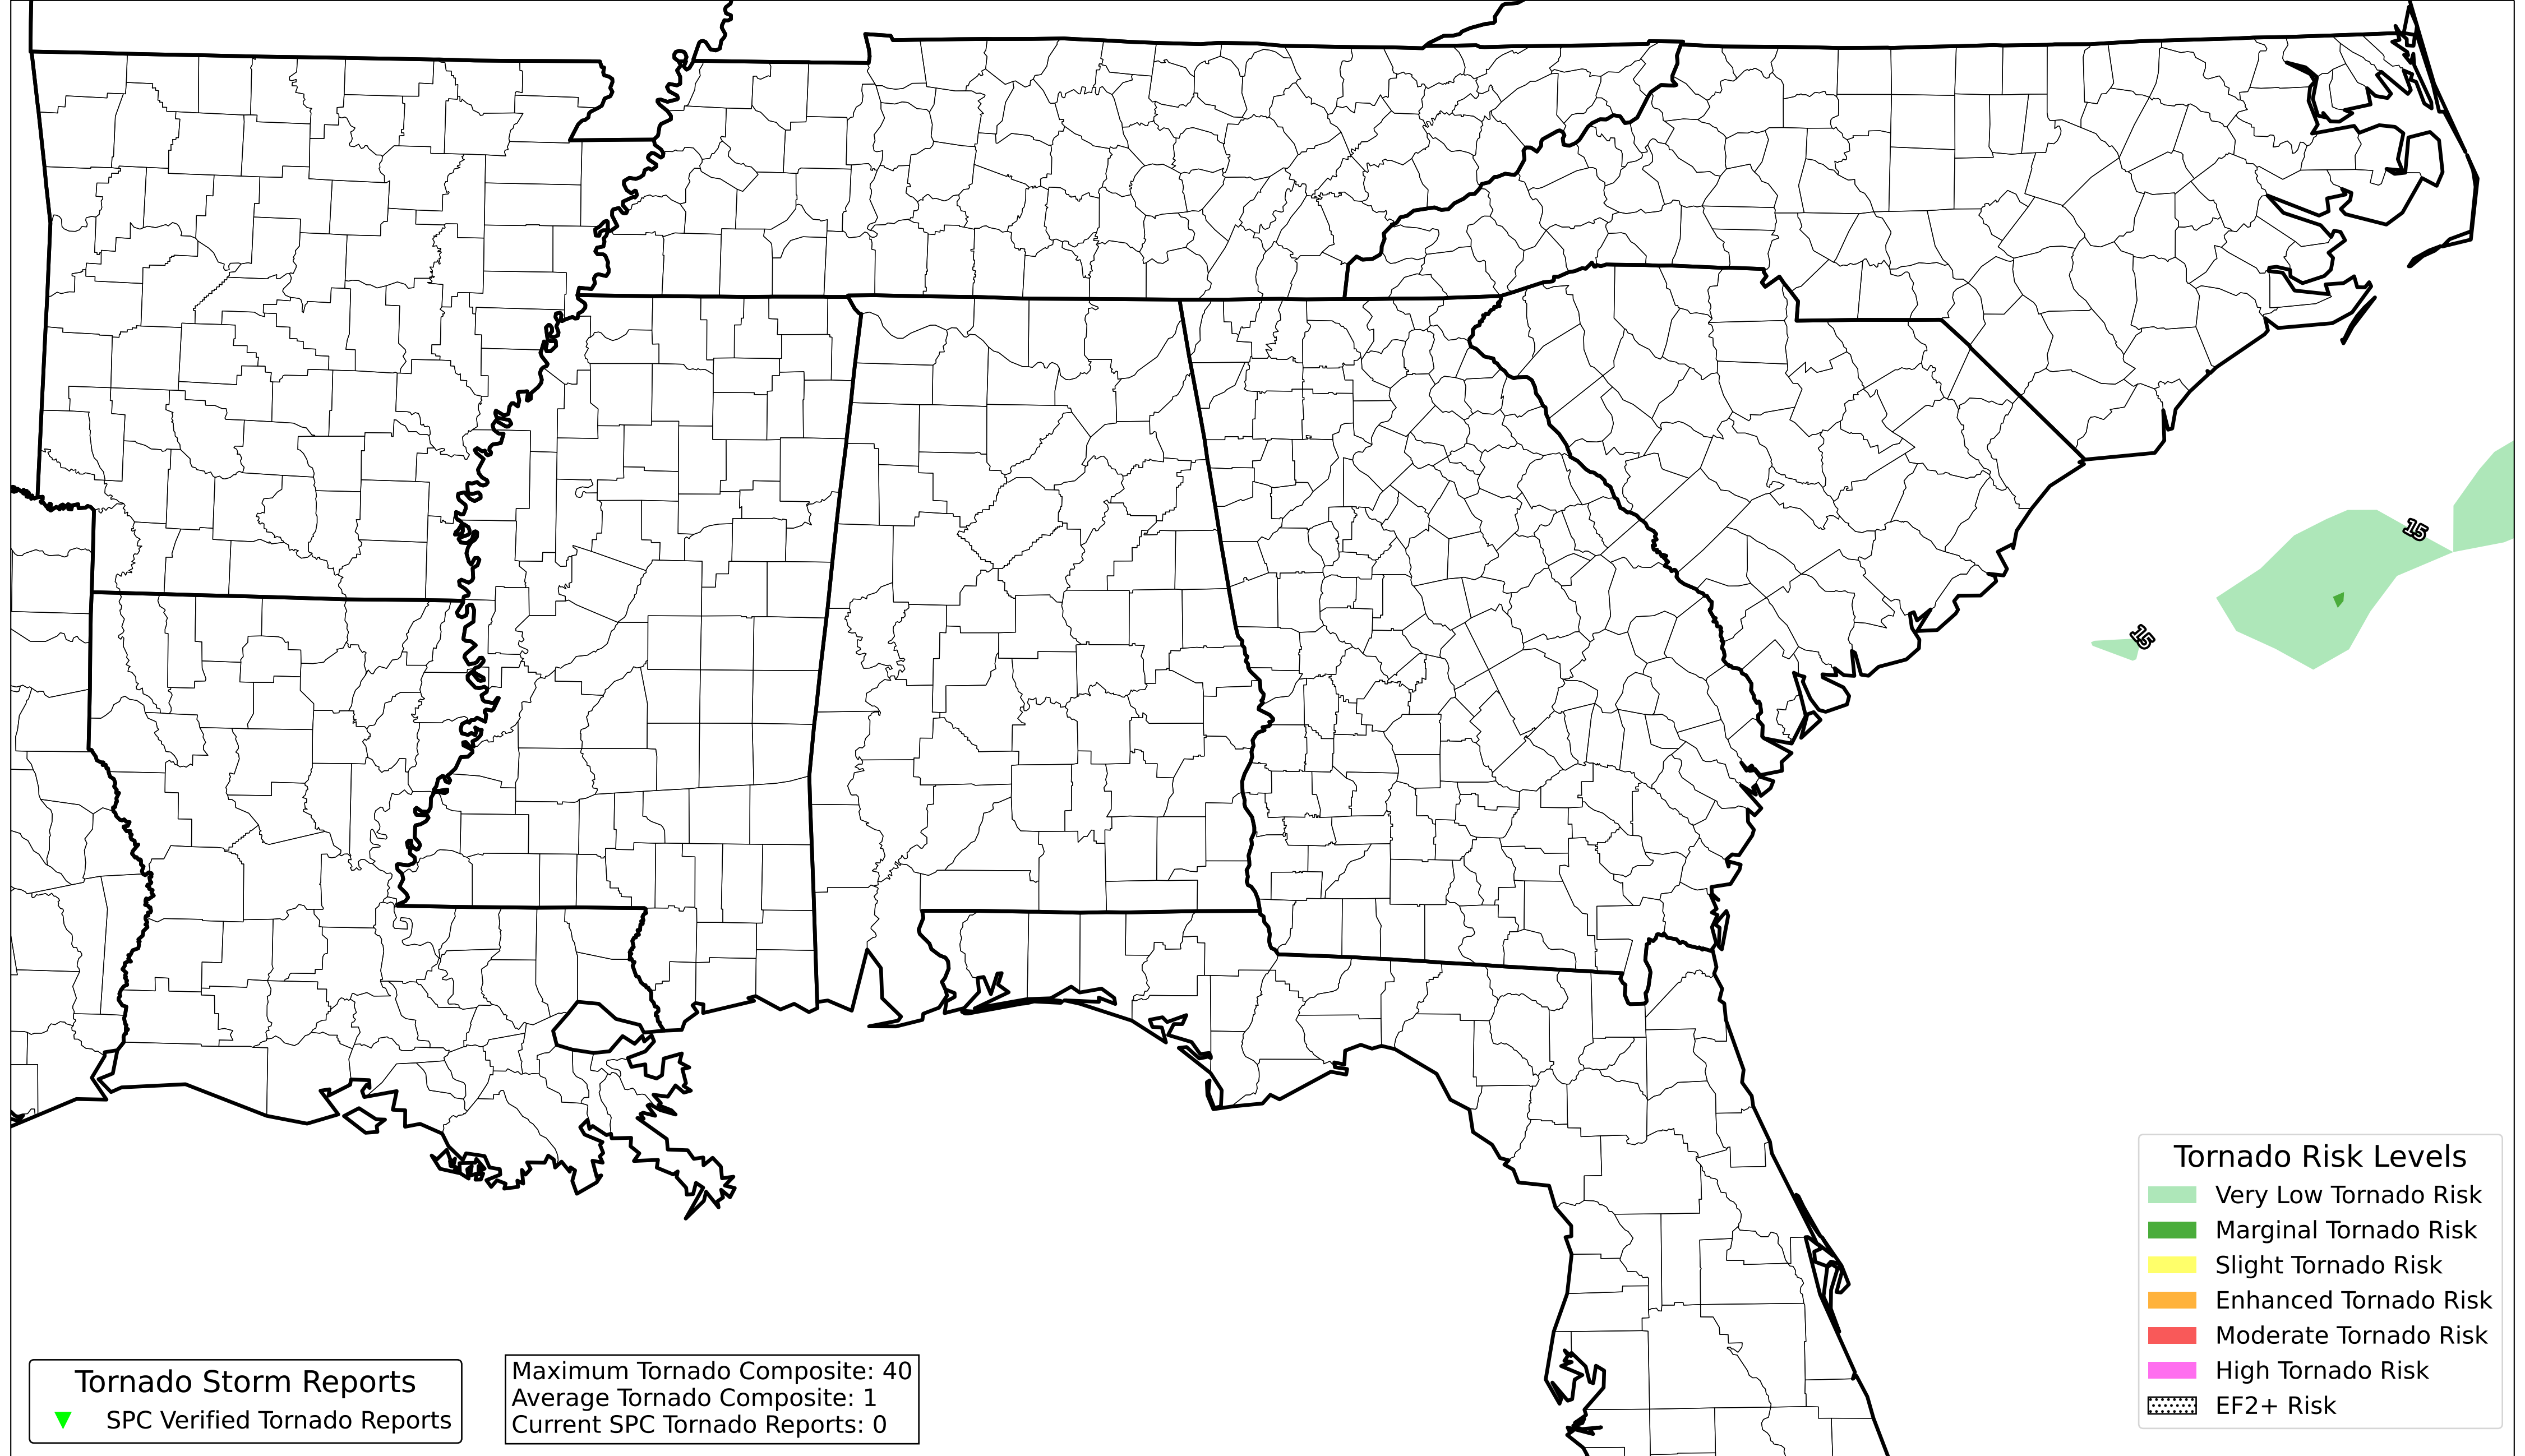 15
15
Tornado Risk Levels
Very Low Tornado Risk
Marginal Tornado Risk
Slight Tornado Risk
Enhanced Tornado Risk
Moderate Tornado Risk
High Tornado Risk
EF2+ Risk
Tornado Storm Reports
SPC Verified Tornado Reports
Maximum Tornado Composite: 40
Average Tornado Composite: 1
Current SPC Tornado Reports: 0